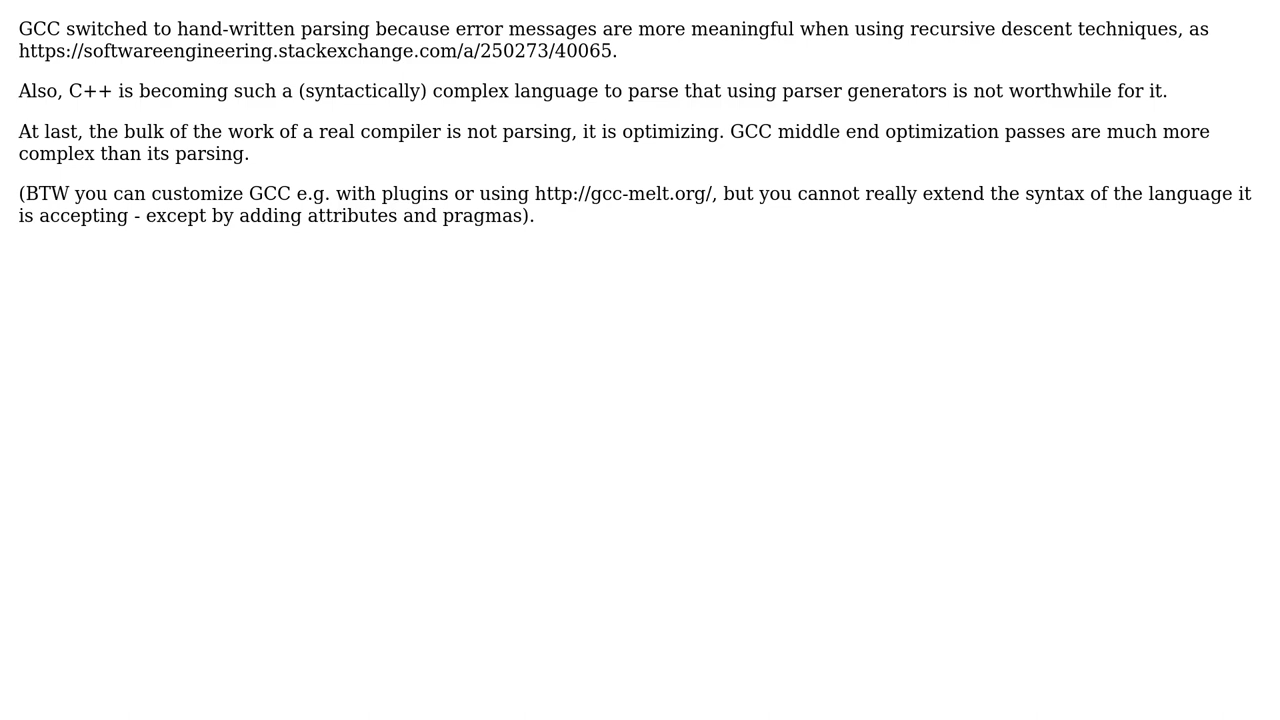 GCC switched to hand-written parsing because error messages are more meaningful when using recursive descent techniques, as
https://softwareengineering.stackexchange.com/a/250273/40065.
Also, C++ is becoming such a (syntactically) complex language to parse that using parser generators is not worthwhile for it.
At last, the bulk of the work of a real compiler is not parsing, it is optimizing. GCC middle end optimization passes are much more
complex than its parsing.
(BTW you can customize GCC e.g. with plugins or using http://gcc-melt.org/, but you cannot really extend the syntax of the language it
is accepting - except by adding attributes and pragmas).